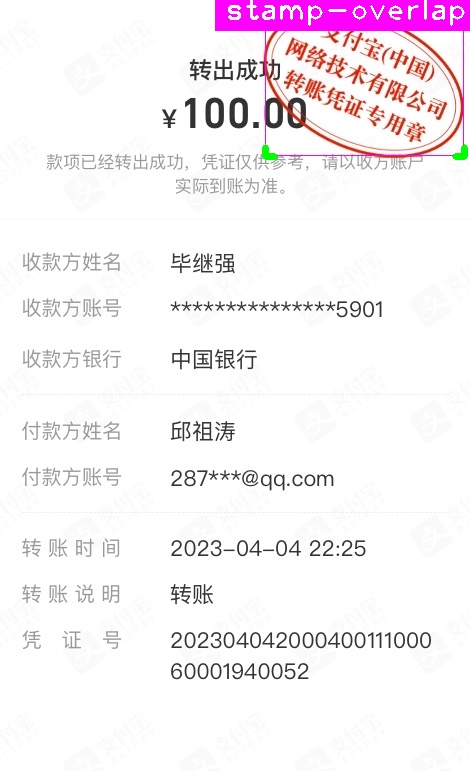 stamp-overlap
支付宝(中国)
网络技术有限公司
转账凭证专用章
转出成功
¥100.00
款项已经转出成功，凭证仅供参考，请以收方账户
实际到账为准。
收款方姓名 毕继强
收款方账号 ***************5901
收款方银行 中国银行
付款方姓名 邱祖涛
付款方账号 287***@qq.com
转账时间 2023-04-04 22:25
转账说明 转账
凭证号 202304042000400111000
60001940052